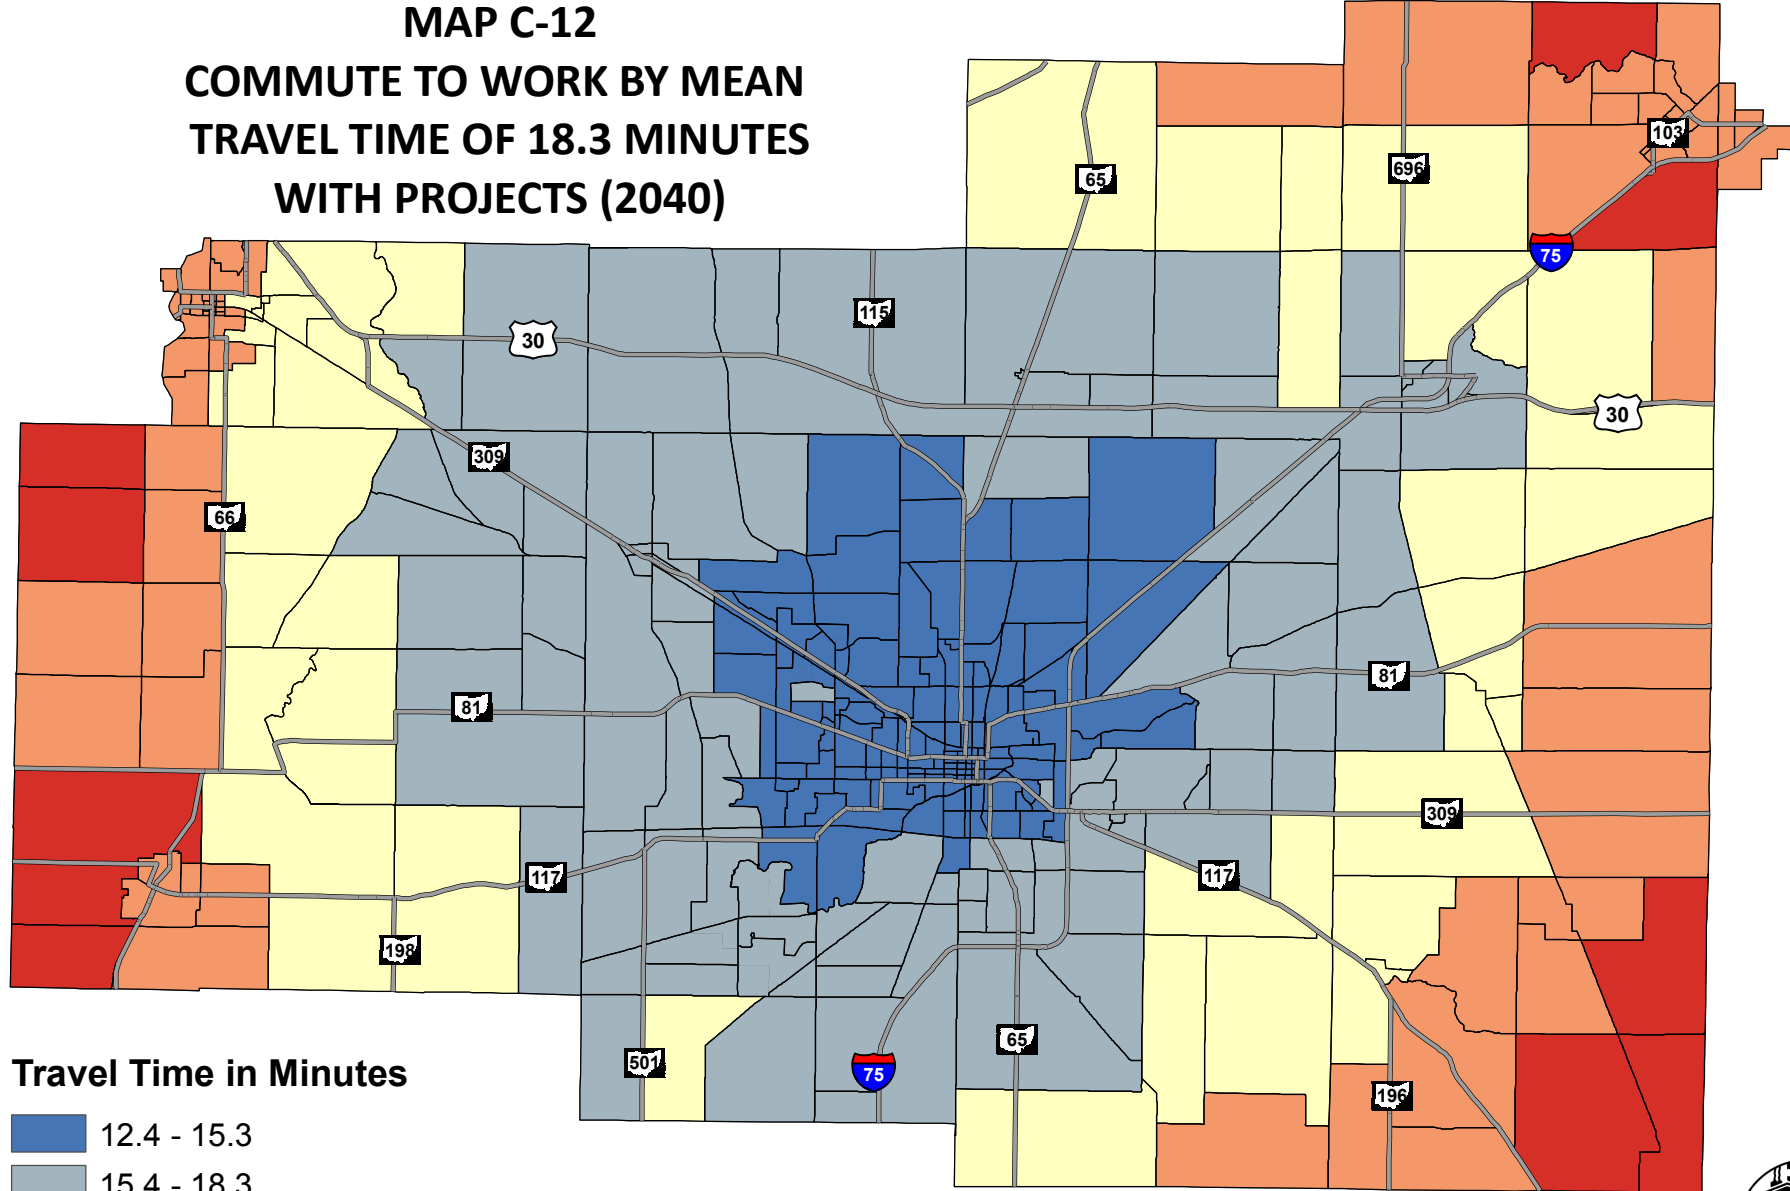 MAP C-12
COMMUTE TO WORK BY MEAN
TRAVEL TIME OF 18.3 MINUTES
WITH PROJECTS (2040)
103
65
696
75
115
30
30
309
66
81
81
309
117
117
198
65
501
75
196
Travel Time in Minutes
12.4 - 15.3
15.4 - 18.3